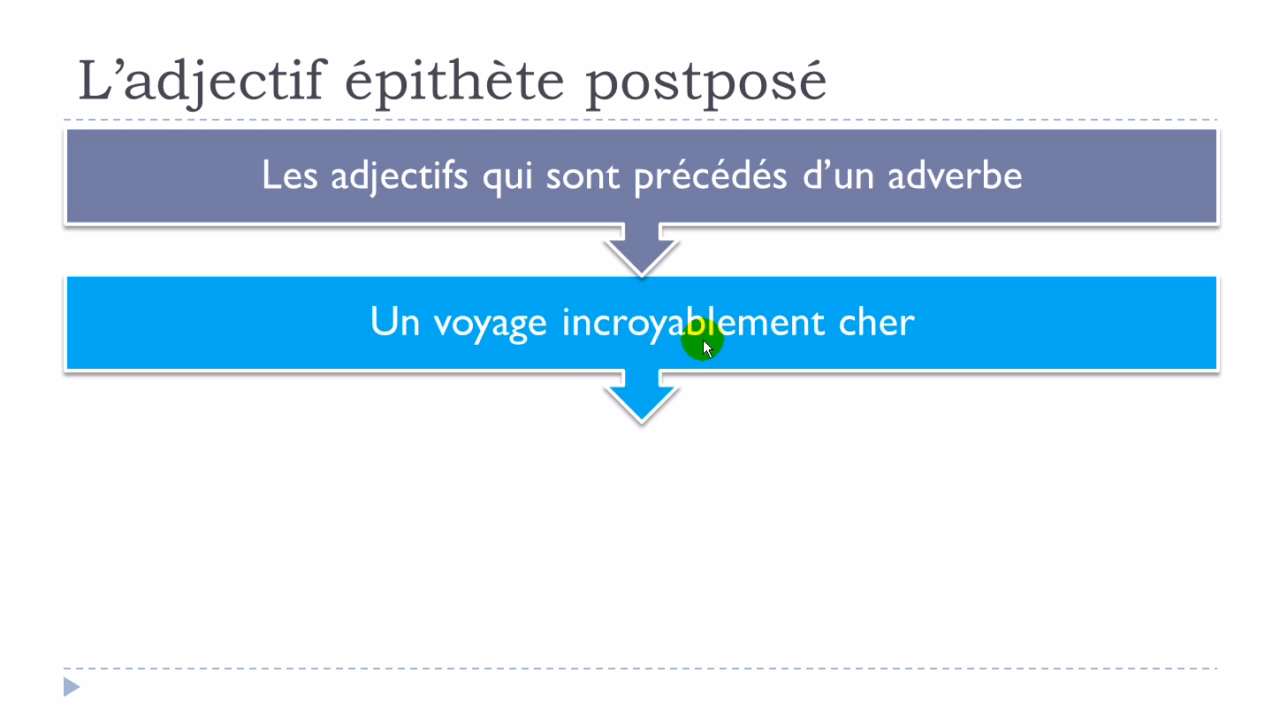 L’adjectif épithète postposé
Les adjectifs qui sont précédés d’un adverbe
Un voyage incroyablement cher